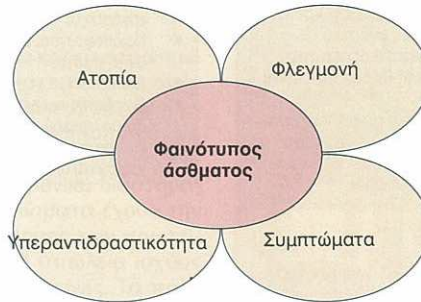 Ατοπία
Φλεγμονή
Φαινότυπος
άσθματος
Υπεραντιδραστικότητα
Συμπτώματα